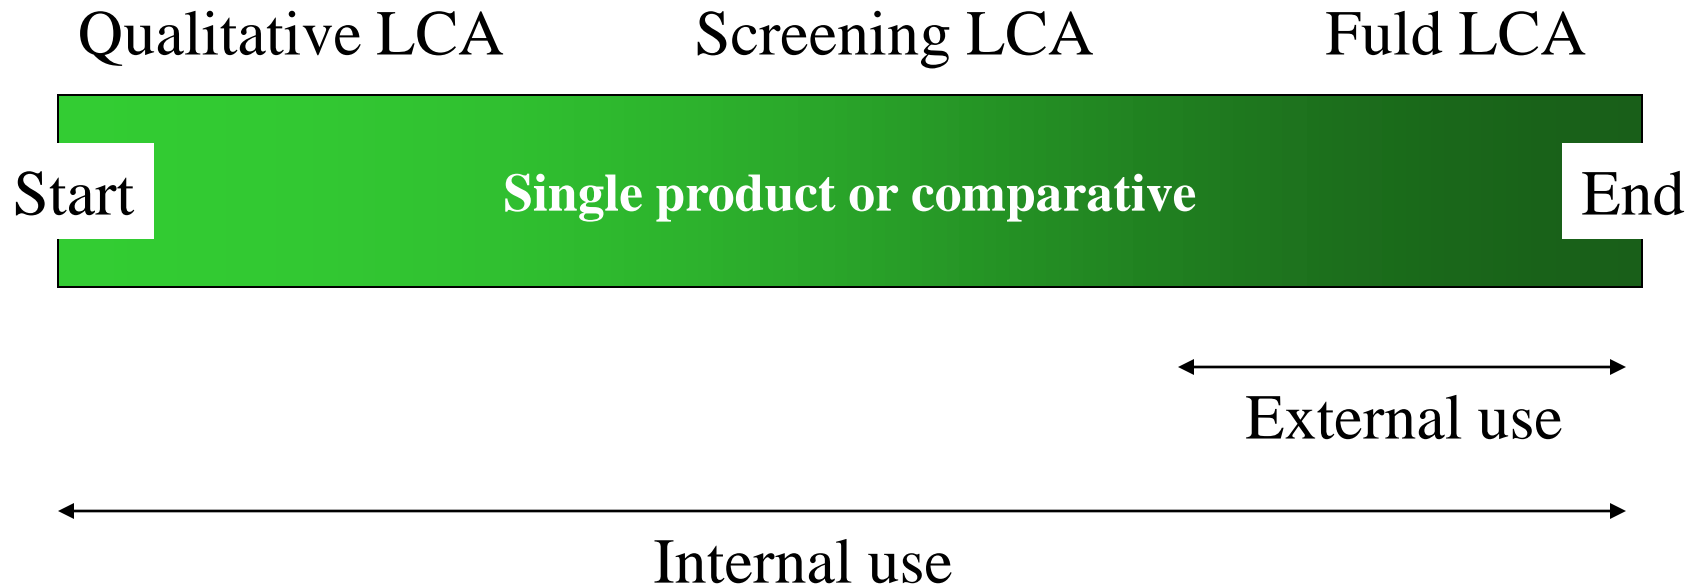 Qualitative LCA
Screening LCA
Fuld LCA
Start
Single product or comparative
End
External use
Internal use